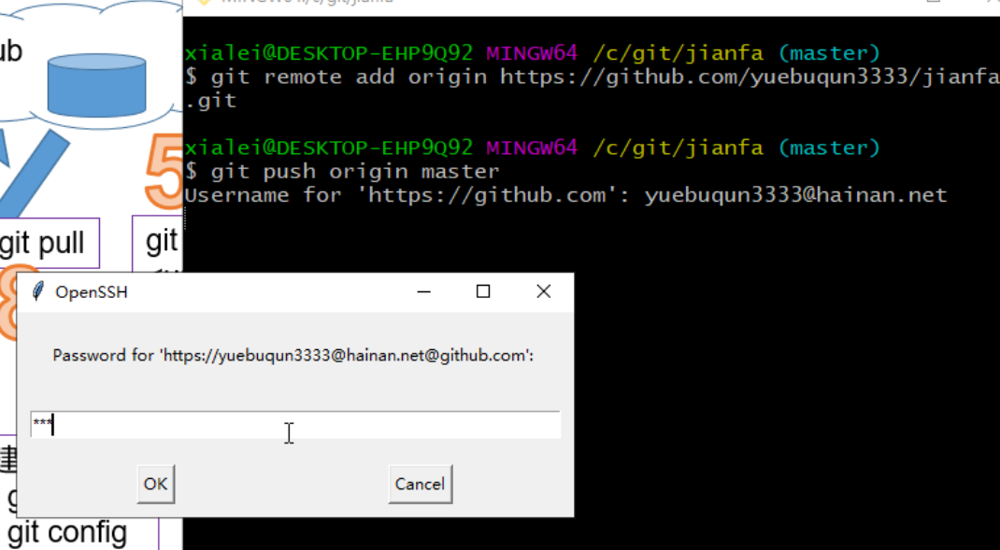 ub
xialei@DESKTOP-EHP9Q92 MINGW64 /c/git/jianfa (master)
$ git remote add origin https://github.com/yuebuqun3333/jianfa
.git
xialei@DESKTOP-EHP9Q92 MINGW64 /c/git/jianfa (master)
5
$ git push origin master
Username for 'https://github.com': yuebuqun3333@hainan.net
git pull
git
8
OpenSSH
Password for 'https://yuebuqun3333@hainan.net@github.com':
***
OK
Cancel
建
g
git config